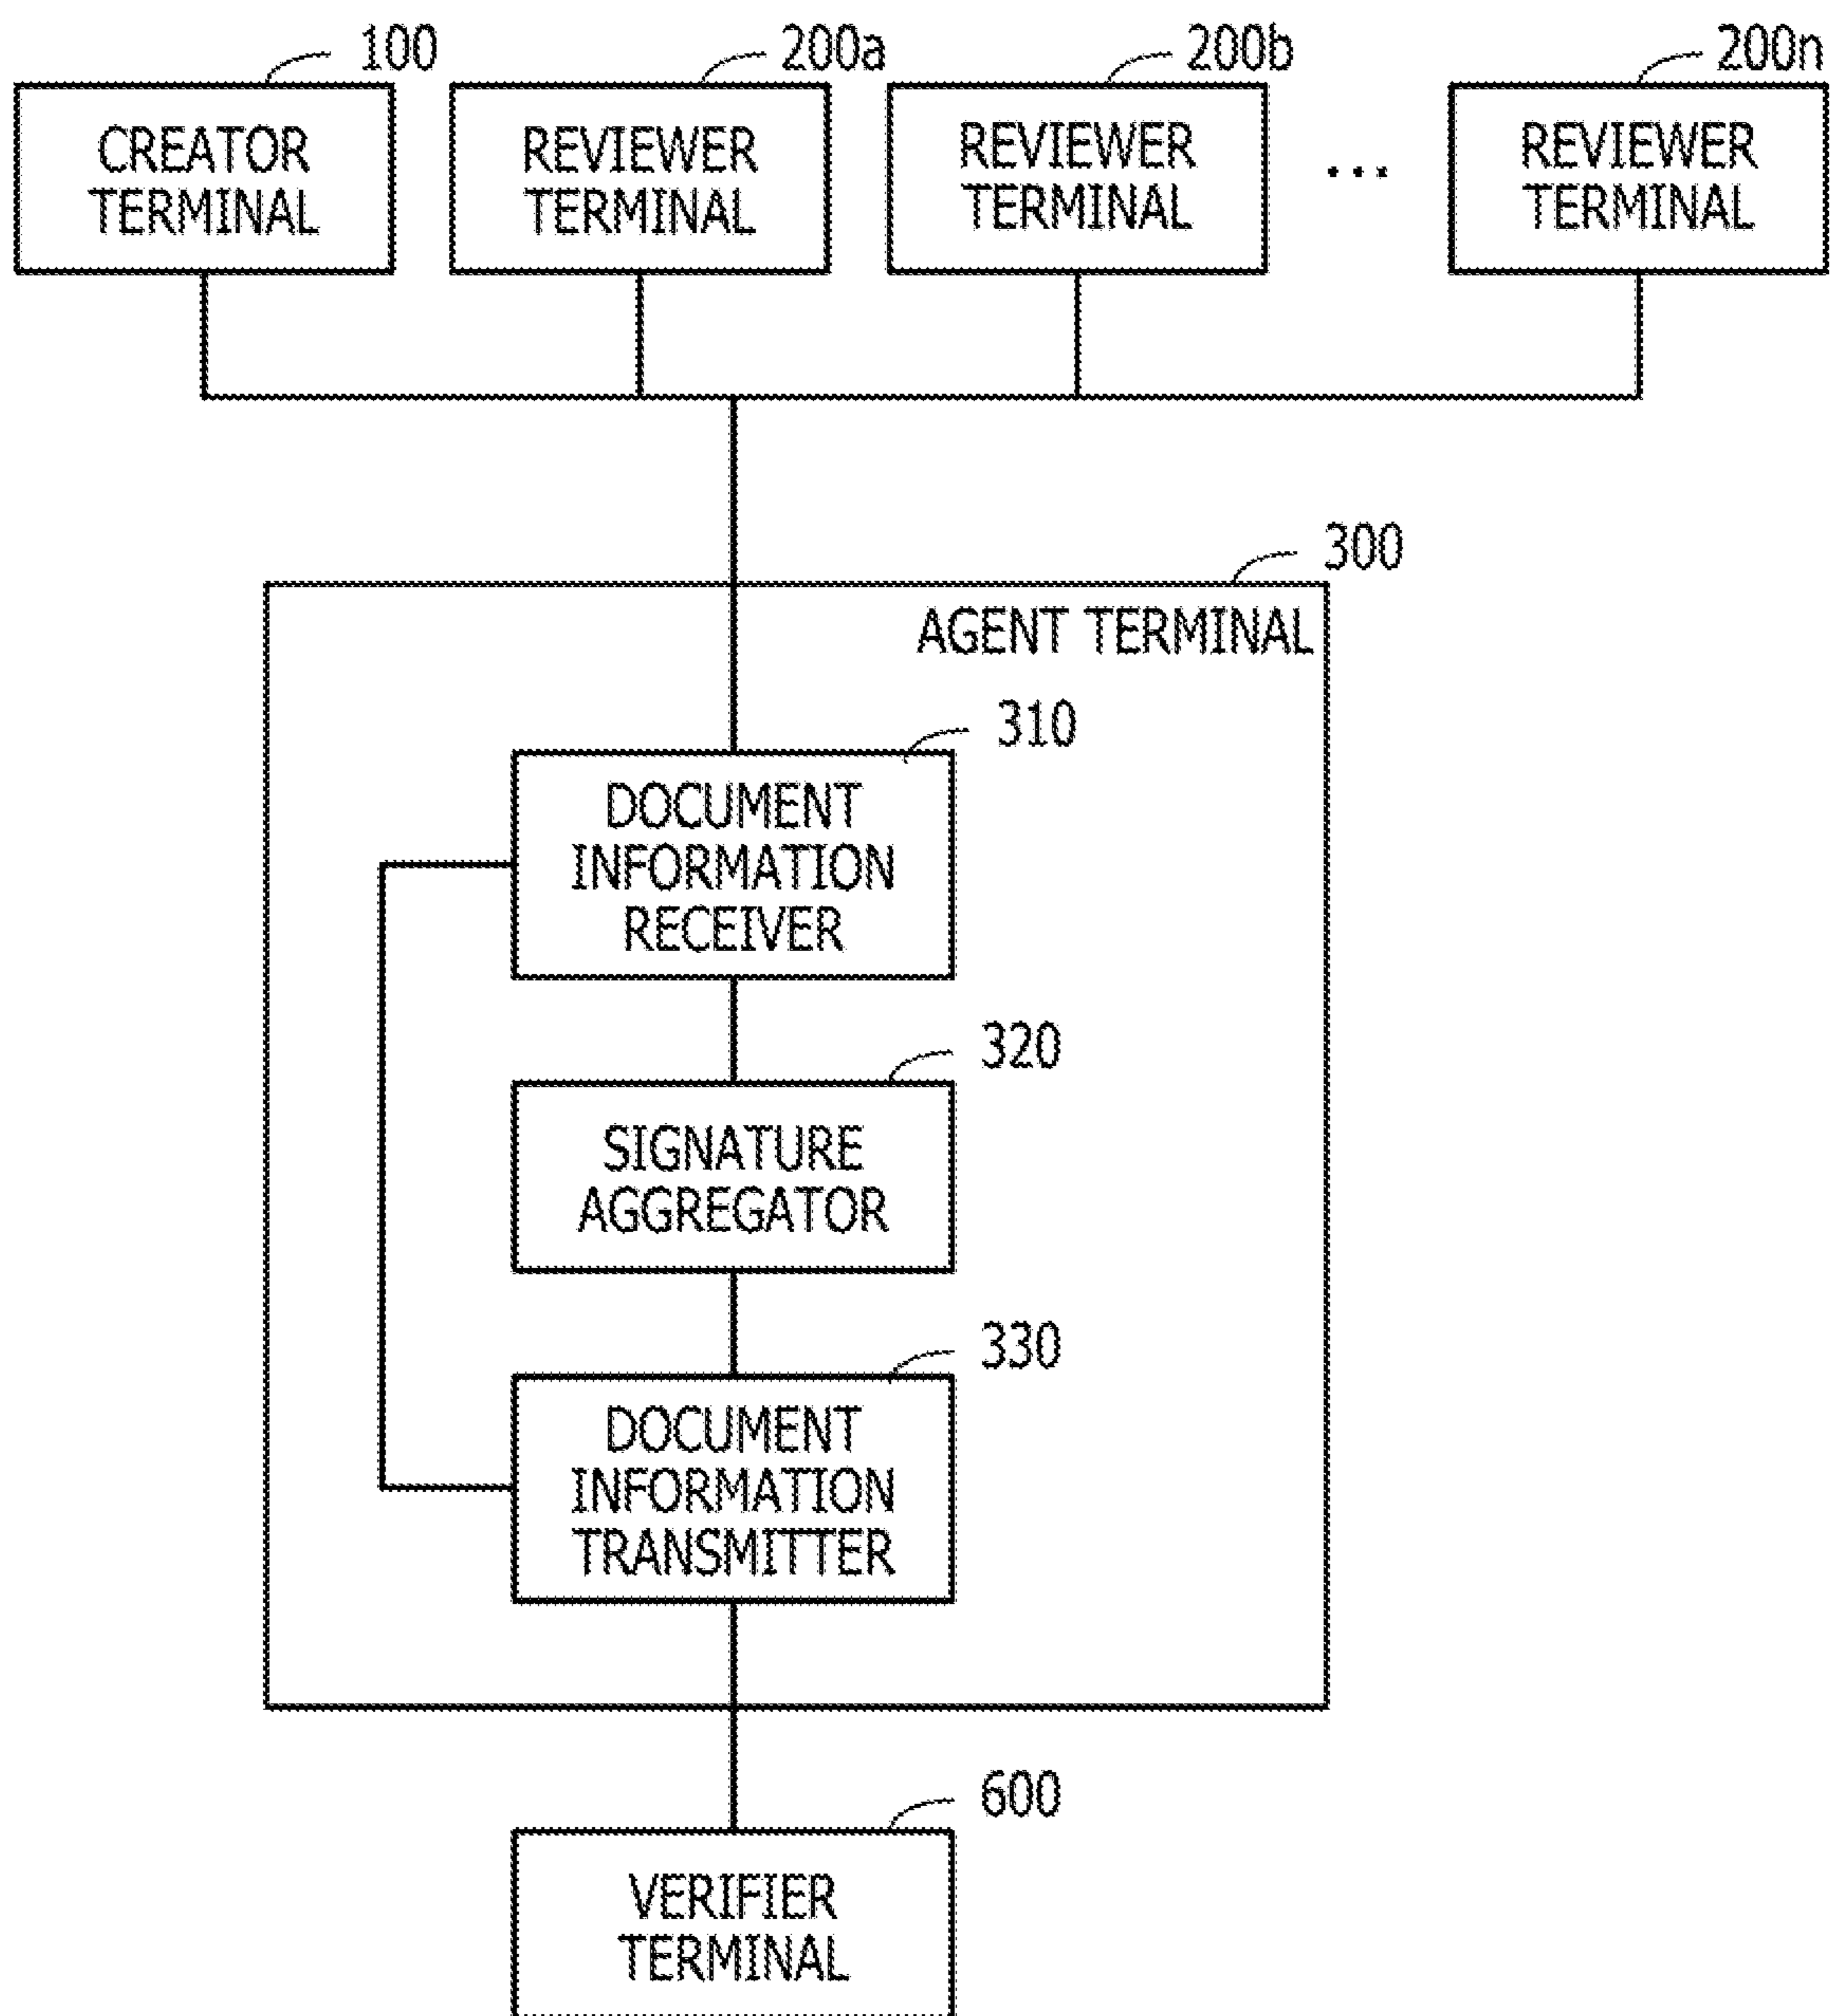 100
200a
200b
200n
CREATOR
TERMINAL
REVIEWER
TERMINAL
REVIEWER
TERMINAL
...
REVIEWER
TERMINAL
300
AGENT TERMINAL
310
DOCUMENT
INFORMATION
RECEIVER
320
SIGNATURE
AGGREGATOR
330
DOCUMENT
INFORMATION
TRANSMITTER
600
VERIFIER
TERMINAL